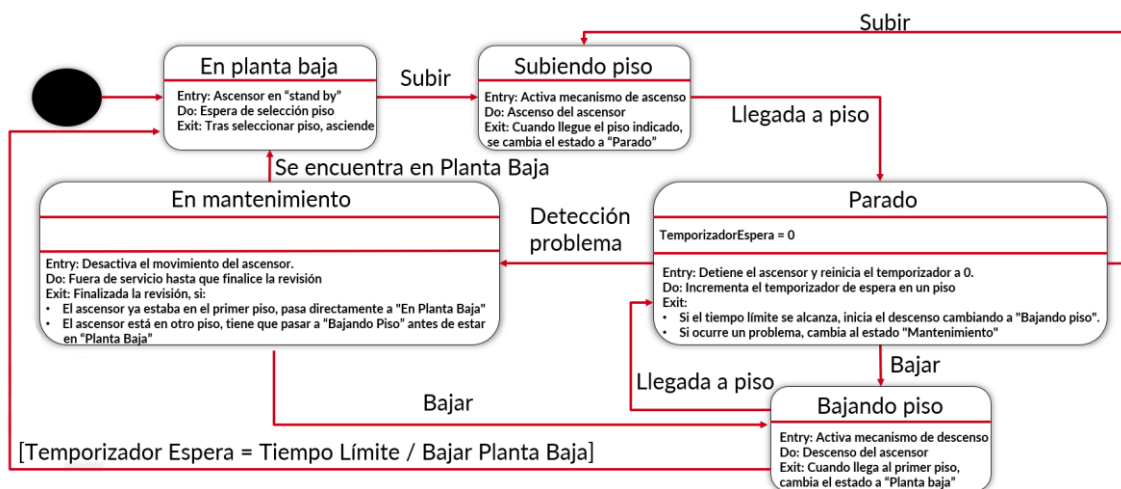 Subir
En planta baja
Entry: Ascensor en “stand by”
Do: Espera de selección piso
Exit: Tras seleccionar piso, asciende
Subir
Subiendo piso
Entry: Activa mecanismo de ascenso
Do: Ascenso del ascensor
Exit: Cuando llegue el piso indicado,
se cambia el estado a “Parado”
Llegada a piso
Se encuentra en Planta Baja
En mantenimiento
Entry: Desactiva el movimiento del ascensor.
Do: Fuera de servicio hasta que finalice la revisión
Exit: Finalizada la revisión, si:
• El ascensor ya estaba en el primer piso, pasa directamente a "En Planta Baja"
• El ascensor está en otro piso, tiene que pasar a “Bajando Piso” antes de estar
en “Planta Baja”
Detección
problema
Parado
TemporizadorEspera = 0
Entry: Detiene el ascensor y reinicia el temporizador a 0.
Do: Incrementa el temporizador de espera en un piso
Exit:
• Si el tiempo límite se alcanza, inicia el descenso cambiando a "Bajando piso".
• Si ocurre un problema, cambia al estado "Mantenimiento"
Bajar
Llegada a piso
Bajar
Bajando piso
Entry: Activa mecanismo de descenso
Do: Descenso del ascensor
Exit: Cuando llega al primer piso,
cambia el estado a “Planta baja”
[Temporizador Espera = Tiempo Límite / Bajar Planta Baja]